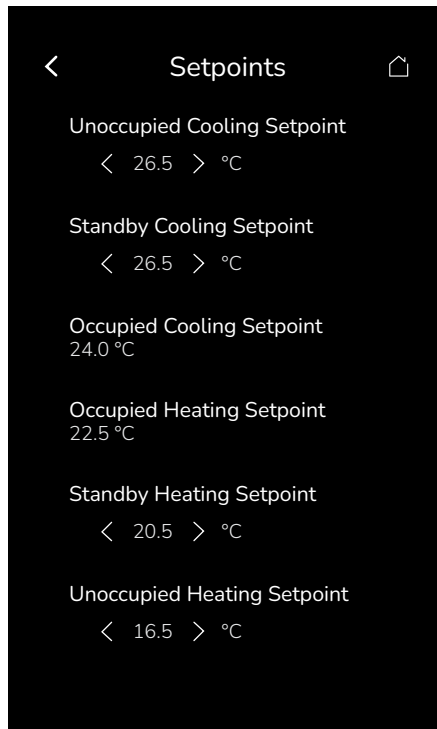 Setpoints
Unoccupied Cooling Setpoint
26.5 °C
Standby Cooling Setpoint
26.5 °C
Occupied Cooling Setpoint
24.0 °C
Occupied Heating Setpoint
22.5 °C
Standby Heating Setpoint
20.5 °C
Unoccupied Heating Setpoint
16.5 °C